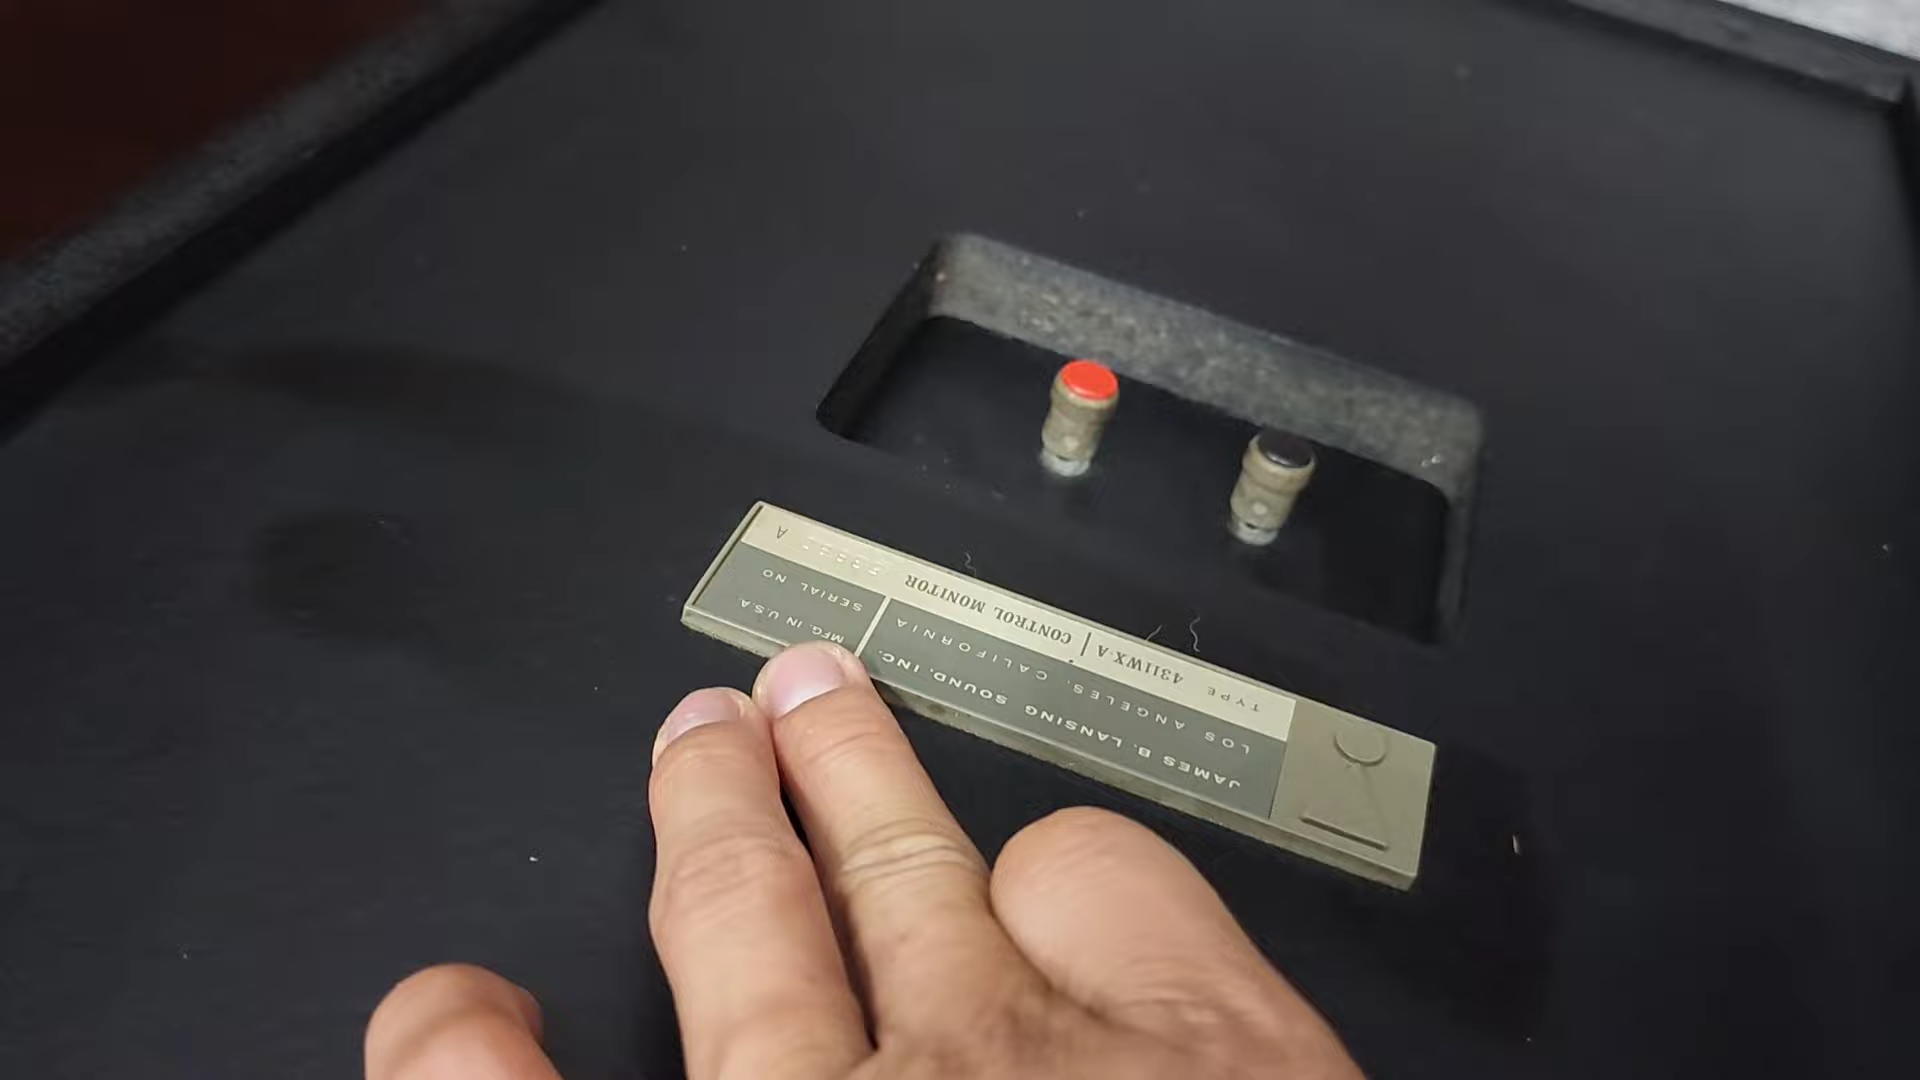 JAMES B. LANSING SOUND, INC.
LOS ANGELES, CALIFORNIA
TYPE 4311WX-A | CONTROL MONITOR
MFG. IN U.S.A.
SERIAL NO
A